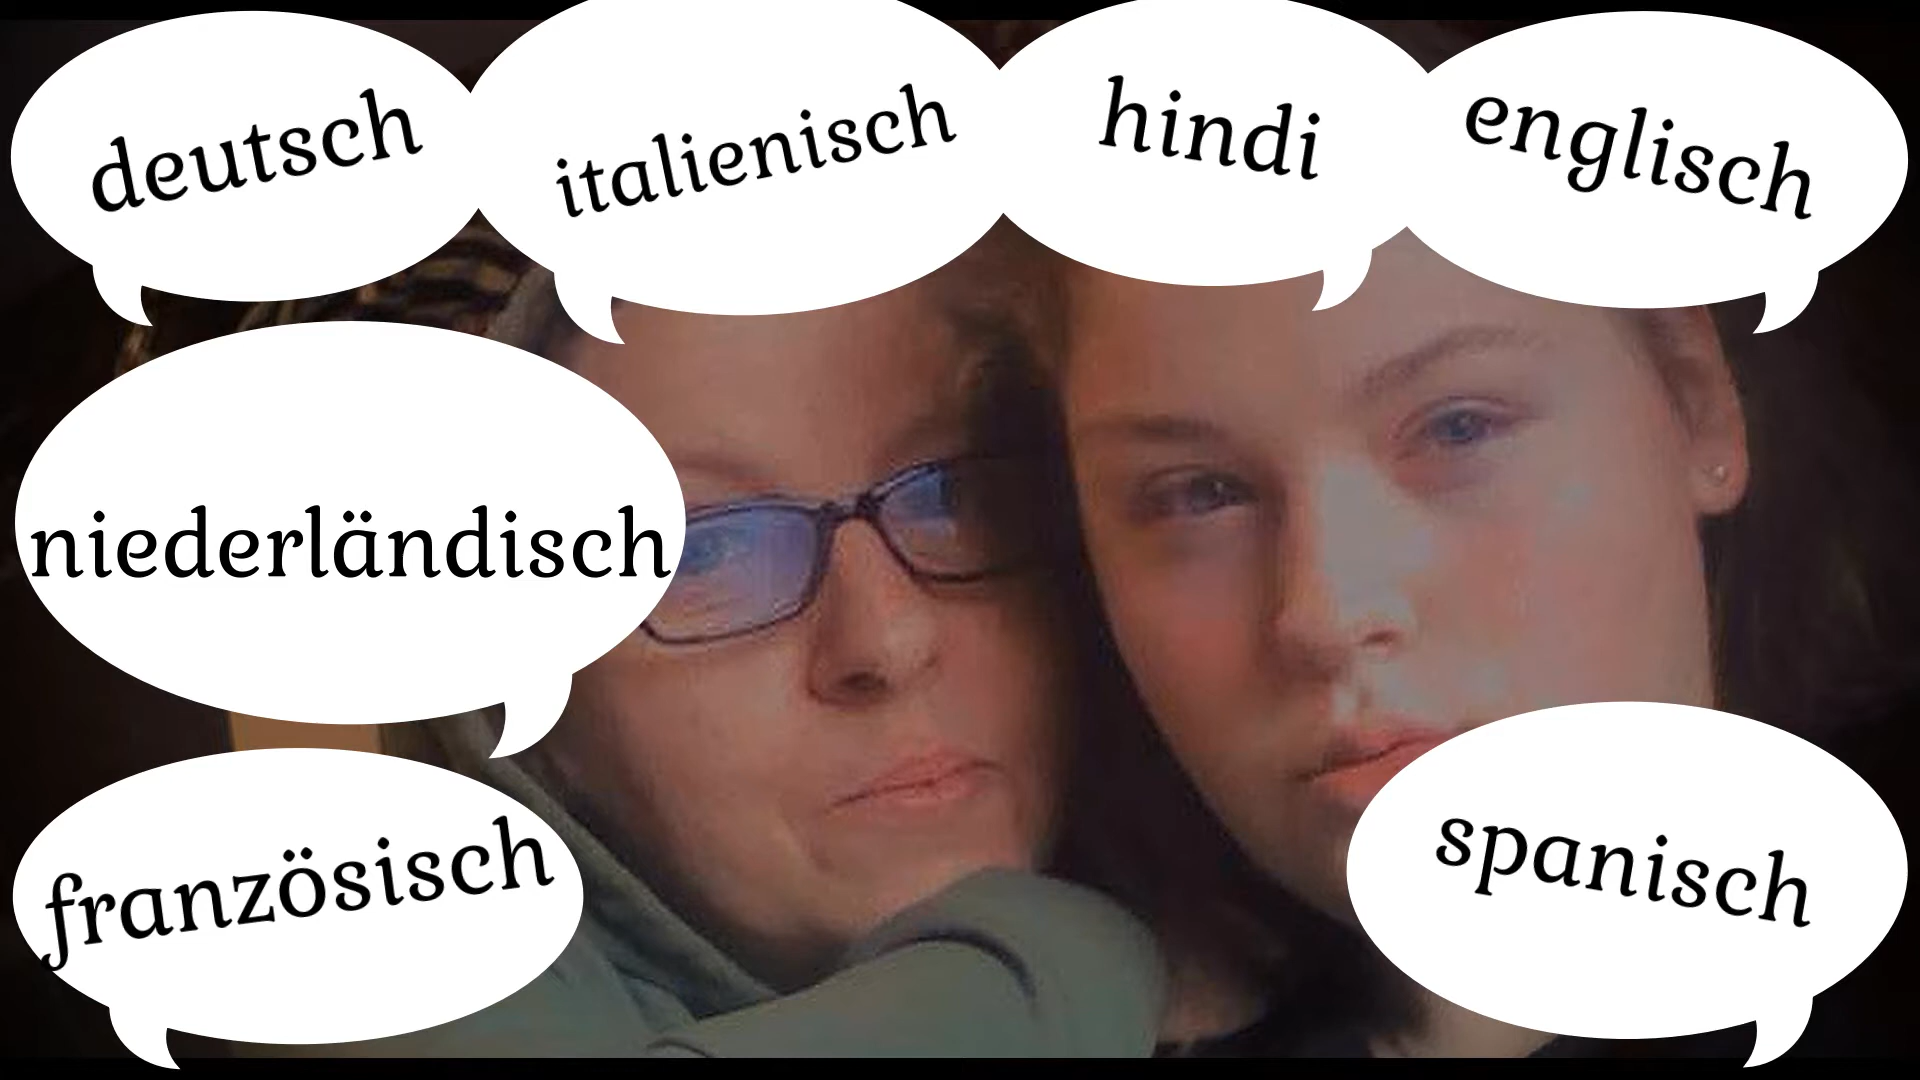 deutsch
italienisch
hindi
englisch
niederländisch
französisch
spanisch